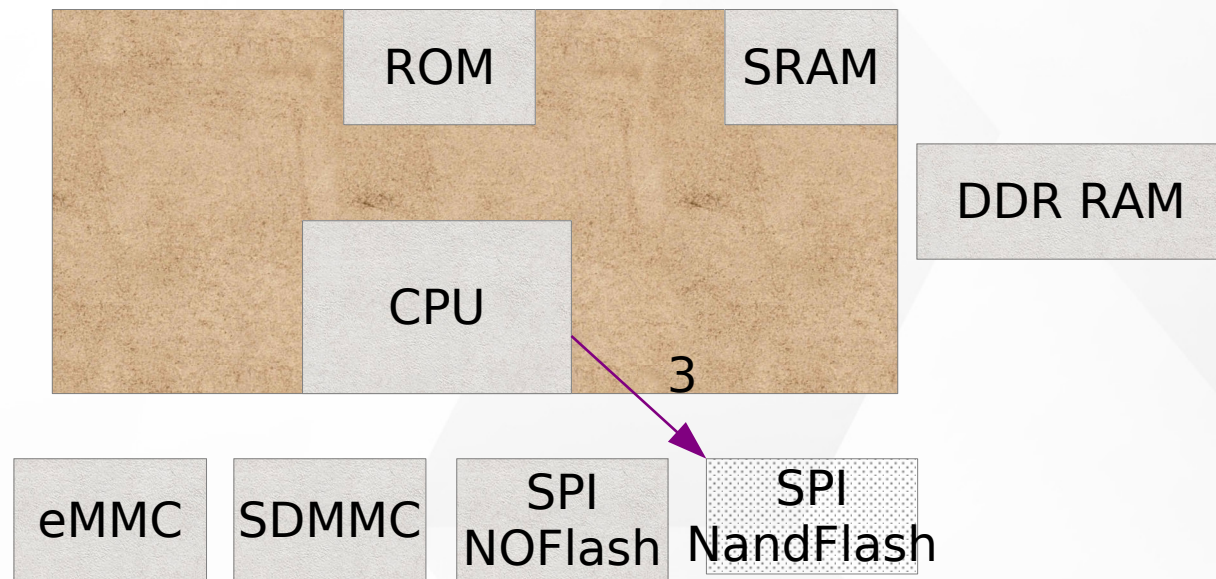 ROM
SRAM
DDR RAM
CPU
3
eMMC
SDMMC
SPI
NOFlash
SPI
NandFlash